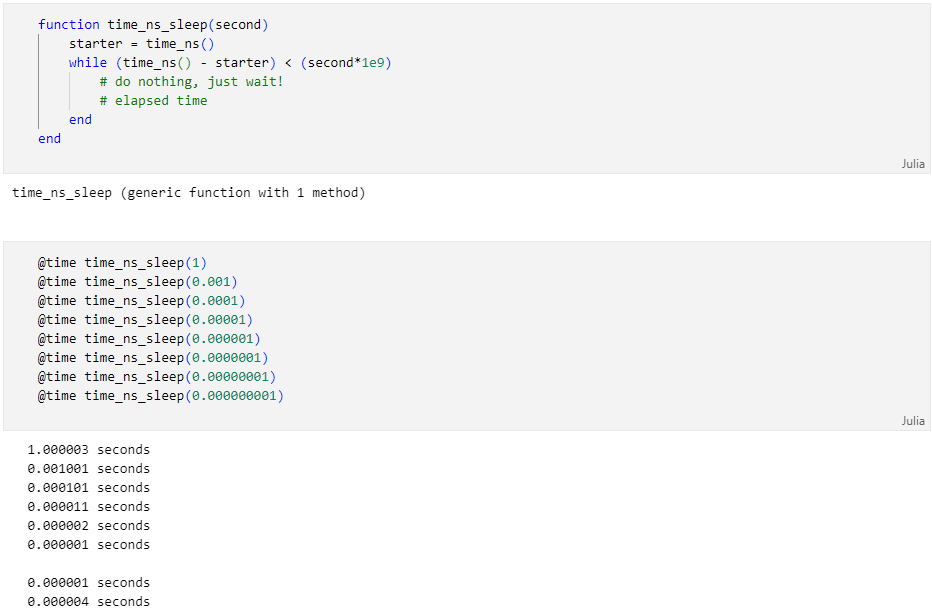 function time_ns_sleep(second)
    starter = time_ns()
    while (time_ns() - starter) < (second*1e9)
        # do nothing, just wait!
        # elapsed time
    end
end
Julia
time_ns_sleep (generic function with 1 method)
@time time_ns_sleep(1)
@time time_ns_sleep(0.001)
@time time_ns_sleep(0.0001)
@time time_ns_sleep(0.00001)
@time time_ns_sleep(0.000001)
@time time_ns_sleep(0.0000001)
@time time_ns_sleep(0.00000001)
@time time_ns_sleep(0.000000001)
Julia
1.000003 seconds
0.001001 seconds
0.000101 seconds
0.000011 seconds
0.000002 seconds
0.000001 seconds
0.000001 seconds
0.000004 seconds